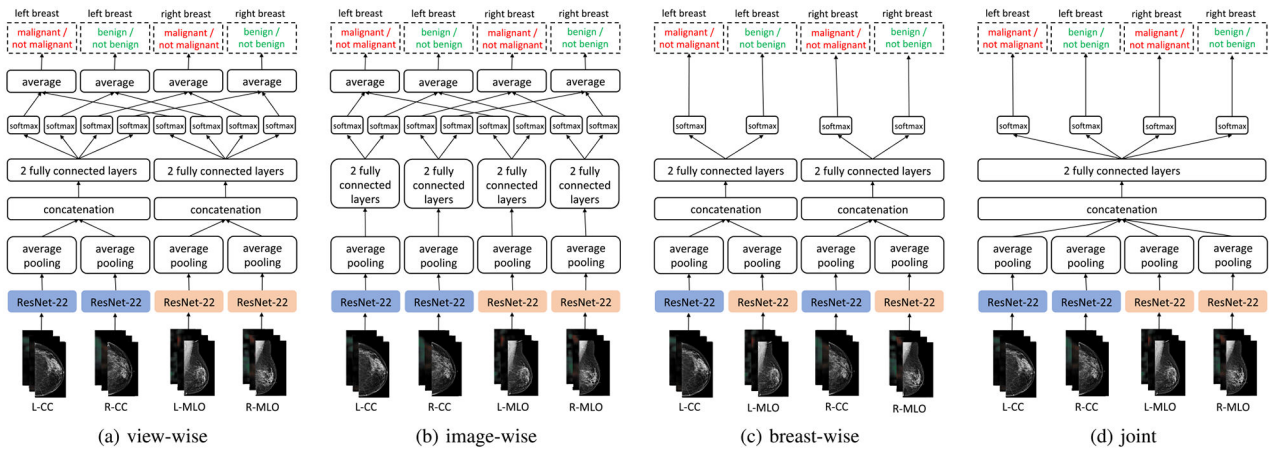 left breast left breast right breast right breast
malignant / not malignant benign / not benign malignant / not malignant benign / not benign
average average average average
softmax softmax softmax softmax softmax softmax softmax softmax
2 fully connected layers 2 fully connected layers
concatenation concatenation
average pooling average pooling average pooling average pooling
ResNet-22 ResNet-22 ResNet-22 ResNet-22
L-CC R-CC L-MLO R-MLO
(a) view-wise
left breast left breast right breast right breast
malignant / not malignant benign / not benign malignant / not malignant benign / not benign
average average average average
softmax softmax softmax softmax softmax softmax softmax softmax
2 fully connected layers 2 fully connected layers 2 fully connected layers 2 fully connected layers
average pooling average pooling average pooling average pooling
ResNet-22 ResNet-22 ResNet-22 ResNet-22
L-CC R-CC L-MLO R-MLO
(b) image-wise
left breast left breast right breast right breast
malignant / not malignant benign / not benign malignant / not malignant benign / not benign
softmax softmax softmax softmax
2 fully connected layers 2 fully connected layers
concatenation concatenation
average pooling average pooling average pooling average pooling
ResNet-22 ResNet-22 ResNet-22 ResNet-22
L-CC L-MLO R-CC R-MLO
(c) breast-wise
left breast left breast right breast right breast
malignant / not malignant benign / not benign malignant / not malignant benign / not benign
softmax softmax softmax softmax
2 fully connected layers
concatenation
average pooling average pooling average pooling average pooling
ResNet-22 ResNet-22 ResNet-22 ResNet-22
L-CC R-CC L-MLO R-MLO
(d) joint